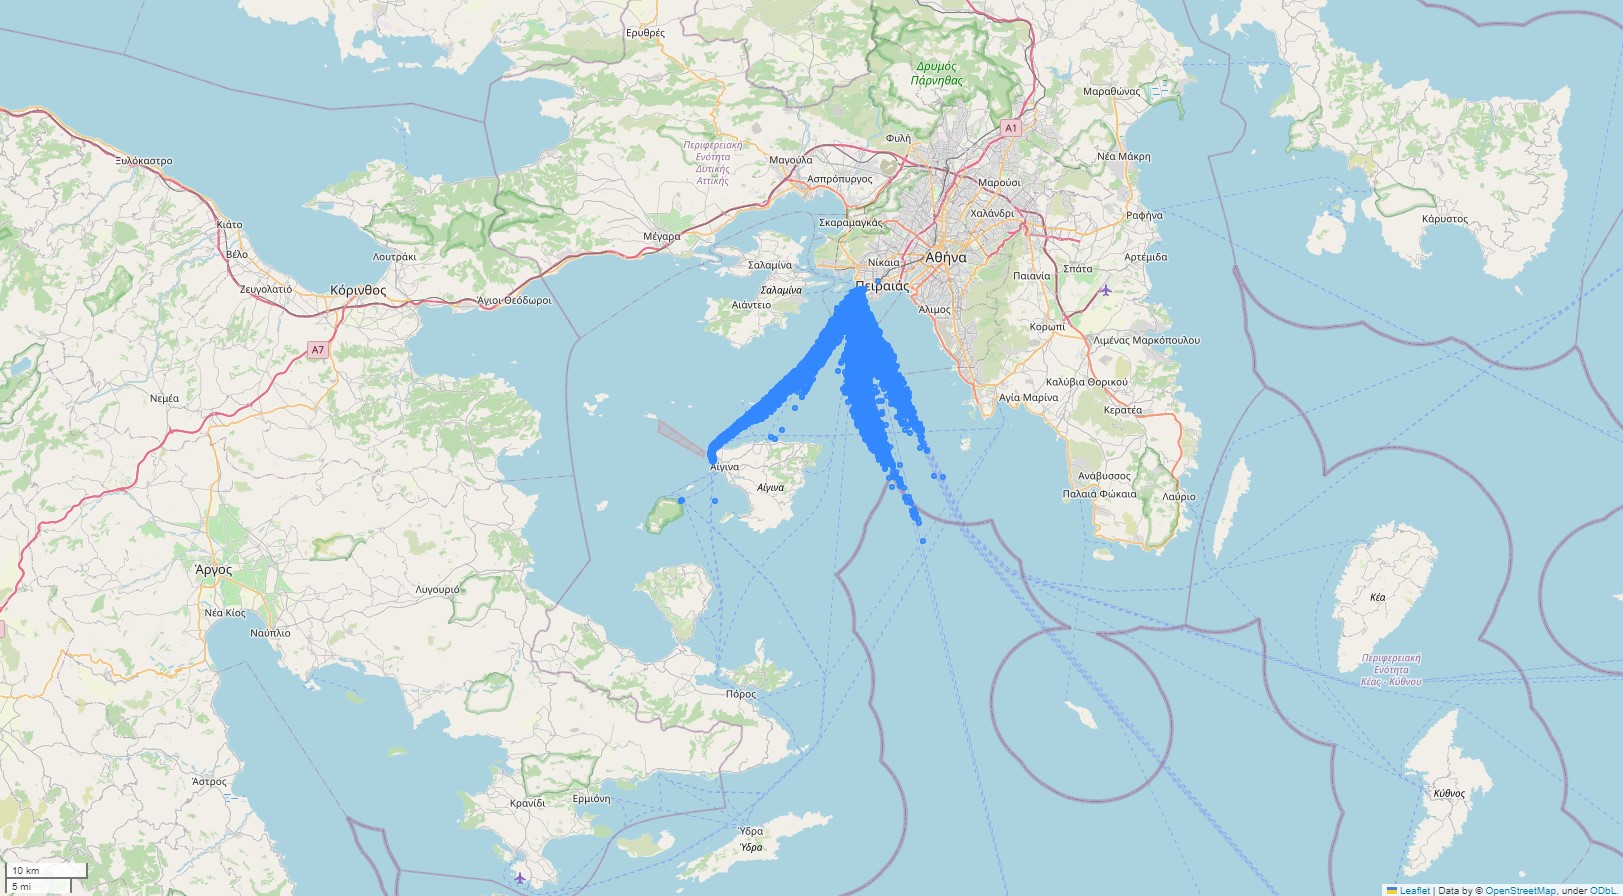 Ερυθρές
Δρυμός
Πάρνηθας
Μαραθώνας
A1
Φυλή
Περιφερειακή
Ενότητα
Δυτικής
Αττικής
Ξυλόκαστρο
Μαγούλα
Νέα Μάκρη
Ασπρόπυργος
Μαρούσι
Χαλάνδρι
Ραφήνα
Κάρυστος
Κιάτο
Σκαραμαγκάς
Μέγαρα
Βέλο
Λουτράκι
Νίκαια
Αθήνα
Αρτέμιδα
Σαλαμίνα
Σπάτα
Παιανία
Ζευγολατιό
Κόρινθος
Άγιοι Θεόδωροι
Σαλαμίνα
Πειραιάς
Αιάντειο
Άλιμος
Κορωπί
Λιμένας Μαρκόπουλου
A7
Καλύβια Θορικού
Νεμέα
Αγία Μαρίνα
Κερατέα
Αίγινα
Αίγινα
Ανάβυσσος
Παλαιά Φώκαια
Λαύριο
Άργος
Λυγουριό
Κέα
Νέα Κίος
Ναύπλιο
Περιφερειακή
Ενότητα
Κέας - Κύθνου
Πόρος
Άστρος
Κρανίδι
Ερμιόνη
Κύθνος
Ύδρα
Ύδρα
10 km
5 mi
Leaflet | Data by © OpenStreetMap, under ODbL.